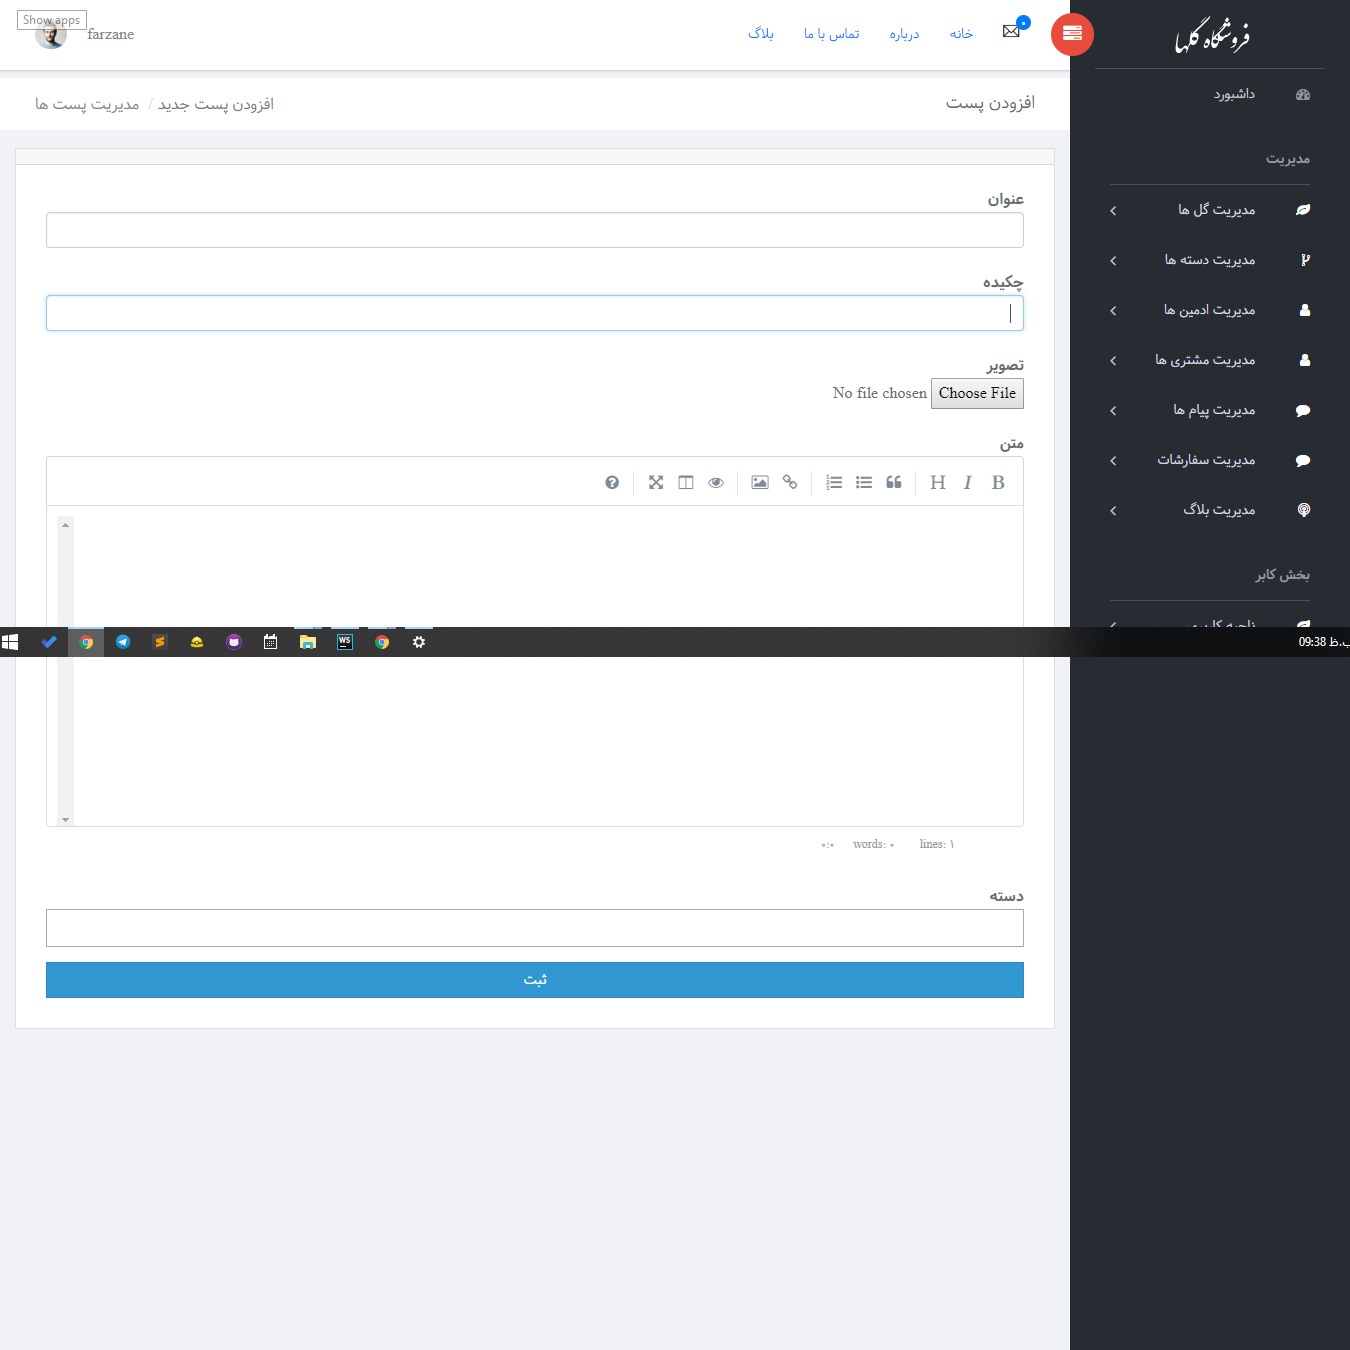 Show apps
farzane
بلاگ
تماس با ما
درباره
خانه
۰
فروشگاه گلها
افزودن پست
افزودن پست جدید / مدیریت پست ها
داشبورد
مدیریت
مدیریت گل ها
مدیریت دسته ها
مدیریت ادمین ها
مدیریت مشتری ها
مدیریت پیام ها
مدیریت سفارشات
مدیریت بلاگ
بخش کابر
عنوان
چکیده
تصویر
Choose File No file chosen
متن
B I H
WS
09:38 ب.ظ
lines: ۱ words: ۰ ۰:۰
دسته
ثبت